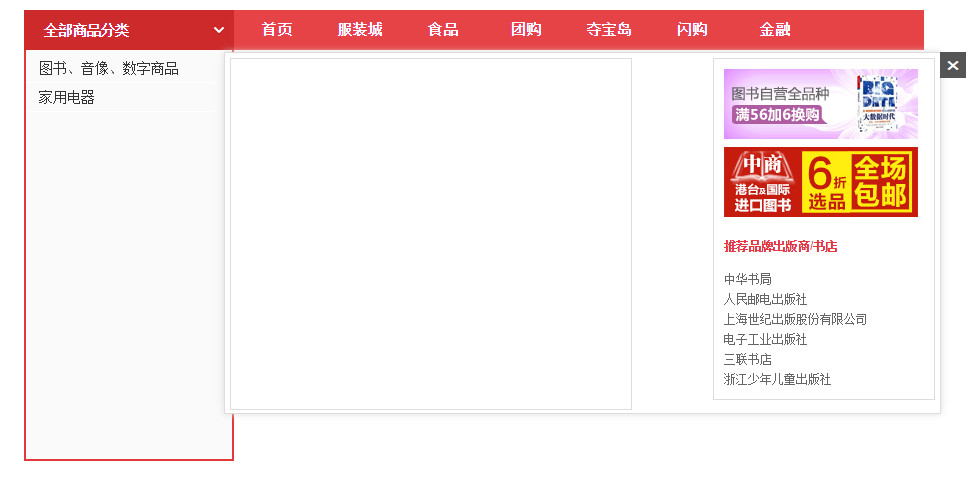 全部商品分类
首页 服装城 食品 团购 夺宝岛 闪购 金融
图书、音像、数字商品
家用电器
图书自营全品种
满56加6换购
BIG DATA
大数据时代
中商
港台及国际
进口图书
6折
选品
全场
包邮
推荐品牌出版商/书店
中华书局
人民邮电出版社
上海世纪出版股份有限公司
电子工业出版社
三联书店
浙江少年儿童出版社